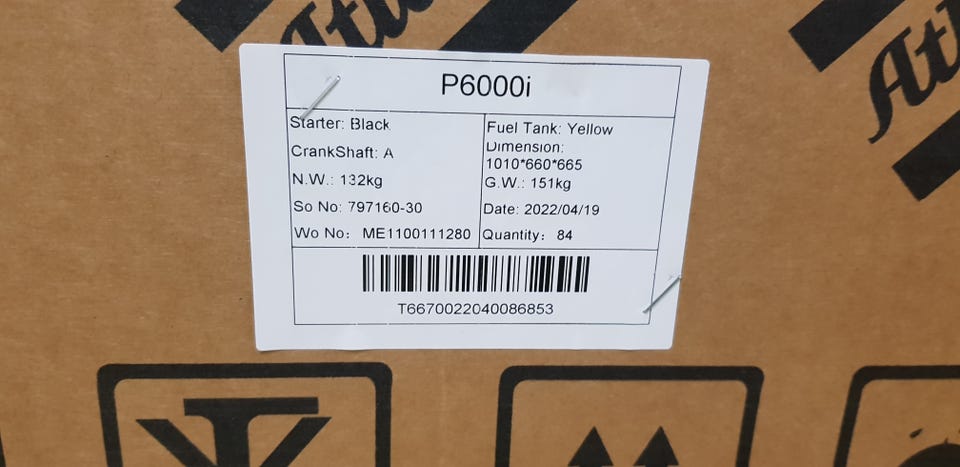 P6000i
Starter: Black
Fuel Tank: Yellow
CrankShaft: A
Dimension:
1010*660*665
N.W.: 132kg
G.W.: 151kg
So No: 797160-30
Date: 2022/04/19
Wo No: ME1100111280
Quantity: 84
T6670022040086853